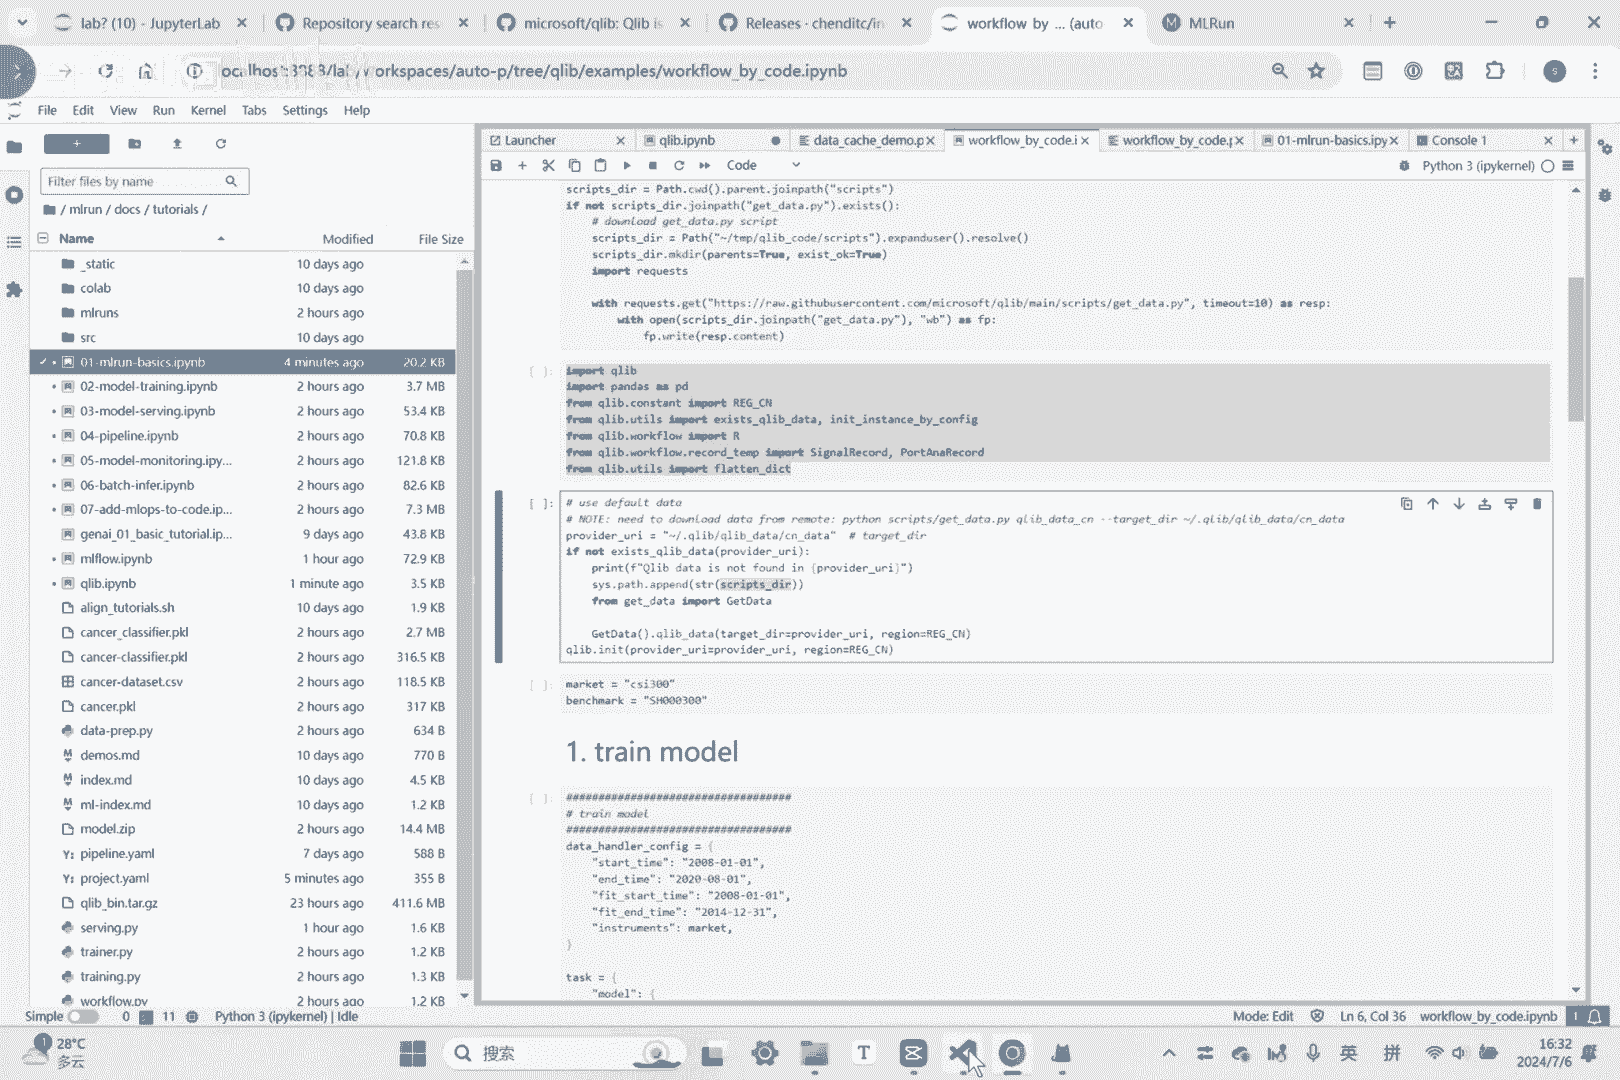 lab? (10) - JupyterLab
Repository search res
microsoft/qlib: Qlib is
Releases · chenditc/in
workflow_by_... (auto
MLRun
/workspaces/auto-p/tree/qlib/examples/workflow_by_code.ipynb
File Edit View Run Kernel Tabs Settings Help
Filter files by name
/ mlrun / docs / tutorials /
Name Modified File Size
_static 10 days ago
colab 10 days ago
mlruns 2 hours ago
src 10 days ago
01-mlrun-basics.ipynb 4 minutes ago 20.2 KB
02-model-training.ipynb 2 hours ago 3.7 MB
03-model-serving.ipynb 2 hours ago 53.4 KB
04-pipeline.ipynb 2 hours ago 70.8 KB
05-model-monitoring.ipy... 2 hours ago 121.8 KB
06-batch-infer.ipynb 2 hours ago 82.6 KB
07-add-mlops-to-code.ip... 2 hours ago 7.3 MB
genai_01_basic_tutorial.ip... 9 days ago 43.8 KB
mlflow.ipynb 1 hour ago 72.9 KB
qlib.ipynb 1 minute ago 3.5 KB
align_tutorials.sh 10 days ago 1.9 KB
cancer_classifier.pkl 2 hours ago 2.7 MB
cancer-classifier.pkl 2 hours ago 316.5 KB
cancer-dataset.csv 2 hours ago 118.5 KB
cancer.pkl 2 hours ago 317 KB
data-prep.py 2 hours ago 634 B
demos.md 10 days ago 770 B
index.md 10 days ago 4.5 KB
ml-index.md 10 days ago 1.2 KB
model.zip 2 hours ago 14.4 MB
pipeline.yaml 7 days ago 588 B
project.yaml 5 minutes ago 355 B
qlib_bin.tar.gz 23 hours ago 411.6 MB
serving.py 1 hour ago 1.6 KB
trainer.py 2 hours ago 1.2 KB
training.py 2 hours ago 1.3 KB
workflow.py 2 hours ago 1.2 KB
Launcher
qlib.ipynb
data_cache_demo.p
workflow_by_code.i
workflow_by_code.p
01-mlrun-basics.ipy
Console 1
Code
Python 3 (ipykernel)
scripts_dir = Path.cwd().parent.joinpath("scripts")
if not scripts_dir.joinpath("get_data.py").exists():
# download get_data.py script
scripts_dir = Path("~/tmp/qlib_code/scripts").expanduser().resolve()
scripts_dir.mkdir(parents=True, exist_ok=True)
import requests
with requests.get("https://raw.githubusercontent.com/microsoft/qlib/main/scripts/get_data.py", timeout=10) as resp:
with open(scripts_dir.joinpath("get_data.py"), "wb") as fp:
fp.write(resp.content)
[ ]: import qlib
import pandas as pd
from qlib.constant import REG_CN
from qlib.utils import exists_qlib_data, init_instance_by_config
from qlib.workflow import R
from qlib.workflow.record_temp import SignalRecord, PortAnaRecord
from qlib.utils import flatten_dict
[ ]: # use default data
# NOTE: need to download data from remote: python scripts/get_data.py qlib_data_cn --target_dir ~/.qlib/qlib_data/cn_data
provider_uri = "~/.qlib/qlib_data/cn_data" # target_dir
if not exists_qlib_data(provider_uri):
print(f"Qlib data is not found in {provider_uri}")
sys.path.append(str(scripts_dir))
from get_data import GetData
GetData().qlib_data(target_dir=provider_uri, region=REG_CN)
qlib.init(provider_uri=provider_uri, region=REG_CN)
[ ]: market = "csi300"
benchmark = "SH000300"
1. train model
[ ]: ###################################
# train model
###################################
data_handler_config = {
"start_time": "2008-01-01",
"end_time": "2020-08-01",
"fit_start_time": "2008-01-01",
"fit_end_time": "2014-12-31",
"instruments": market,
}
task = {
"model": {
Simple 0 11 Python 3 (ipykernel) | Idle
Mode: Edit Ln 6, Col 36 workflow_by_code.ipynb 1
28°C
多云
搜索
英 拼
16:32
2024/7/6